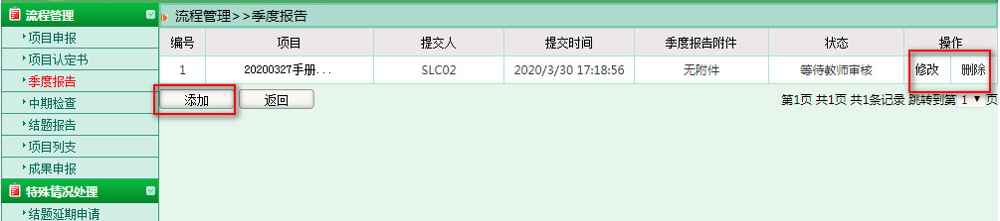 流程管理
项目申报
项目认定书
季度报告
中期检查
结题报告
项目列支
成果申报
特殊情况处理
结题延期申请
流程管理>>季度报告
编号 项目 提交人 提交时间 季度报告附件 状态 操作
1 20200327手册... SLC02 2020/3/30 17:18:56 无附件 等待教师审核 修改 删除
添加 返回 第1页 共1页 共1条记录 跳转到第 1 页